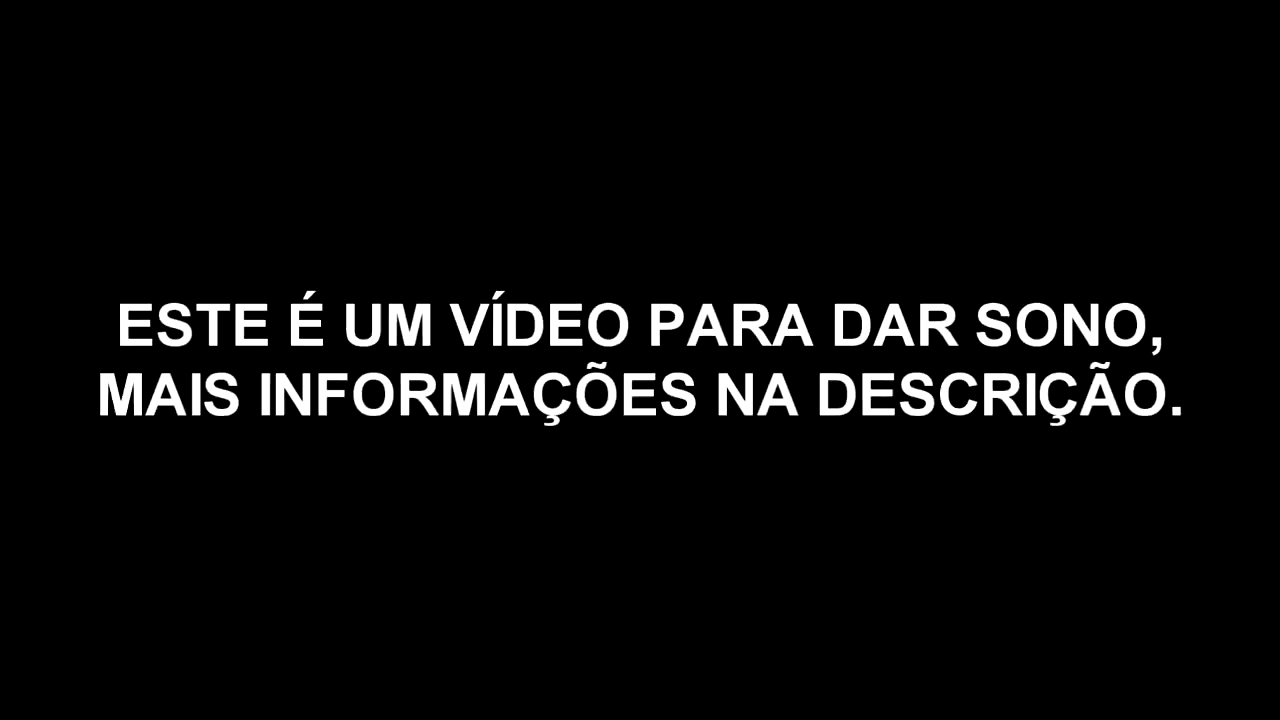 ESTE É UM VÍDEO PARA DAR SONO,
MAIS INFORMAÇÕES NA DESCRIÇÃO.